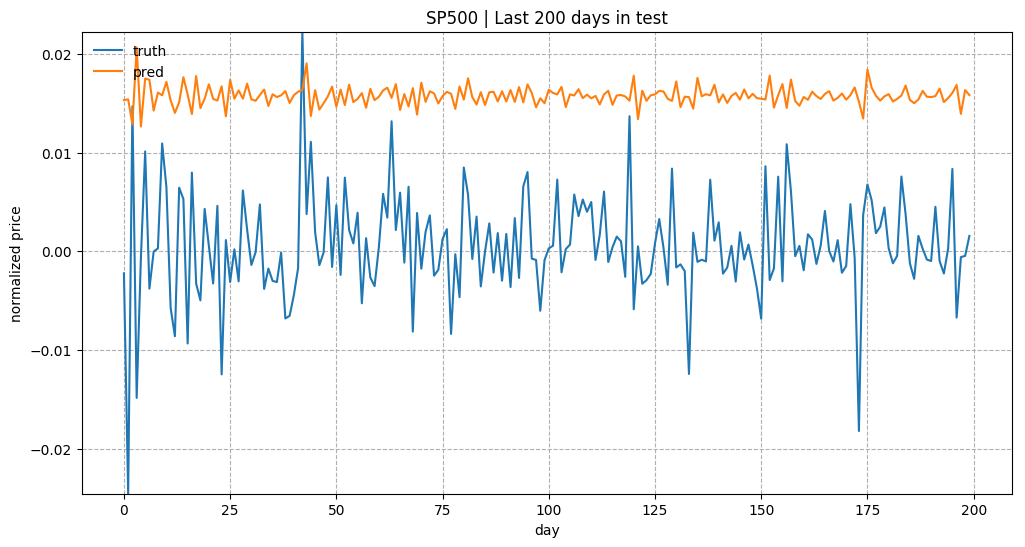 SP500 | Last 200 days in test
truth
pred
0.02
0.01
0.00
−0.01
−0.02
normalized price
0 25 50 75 100 125 150 175 200
day